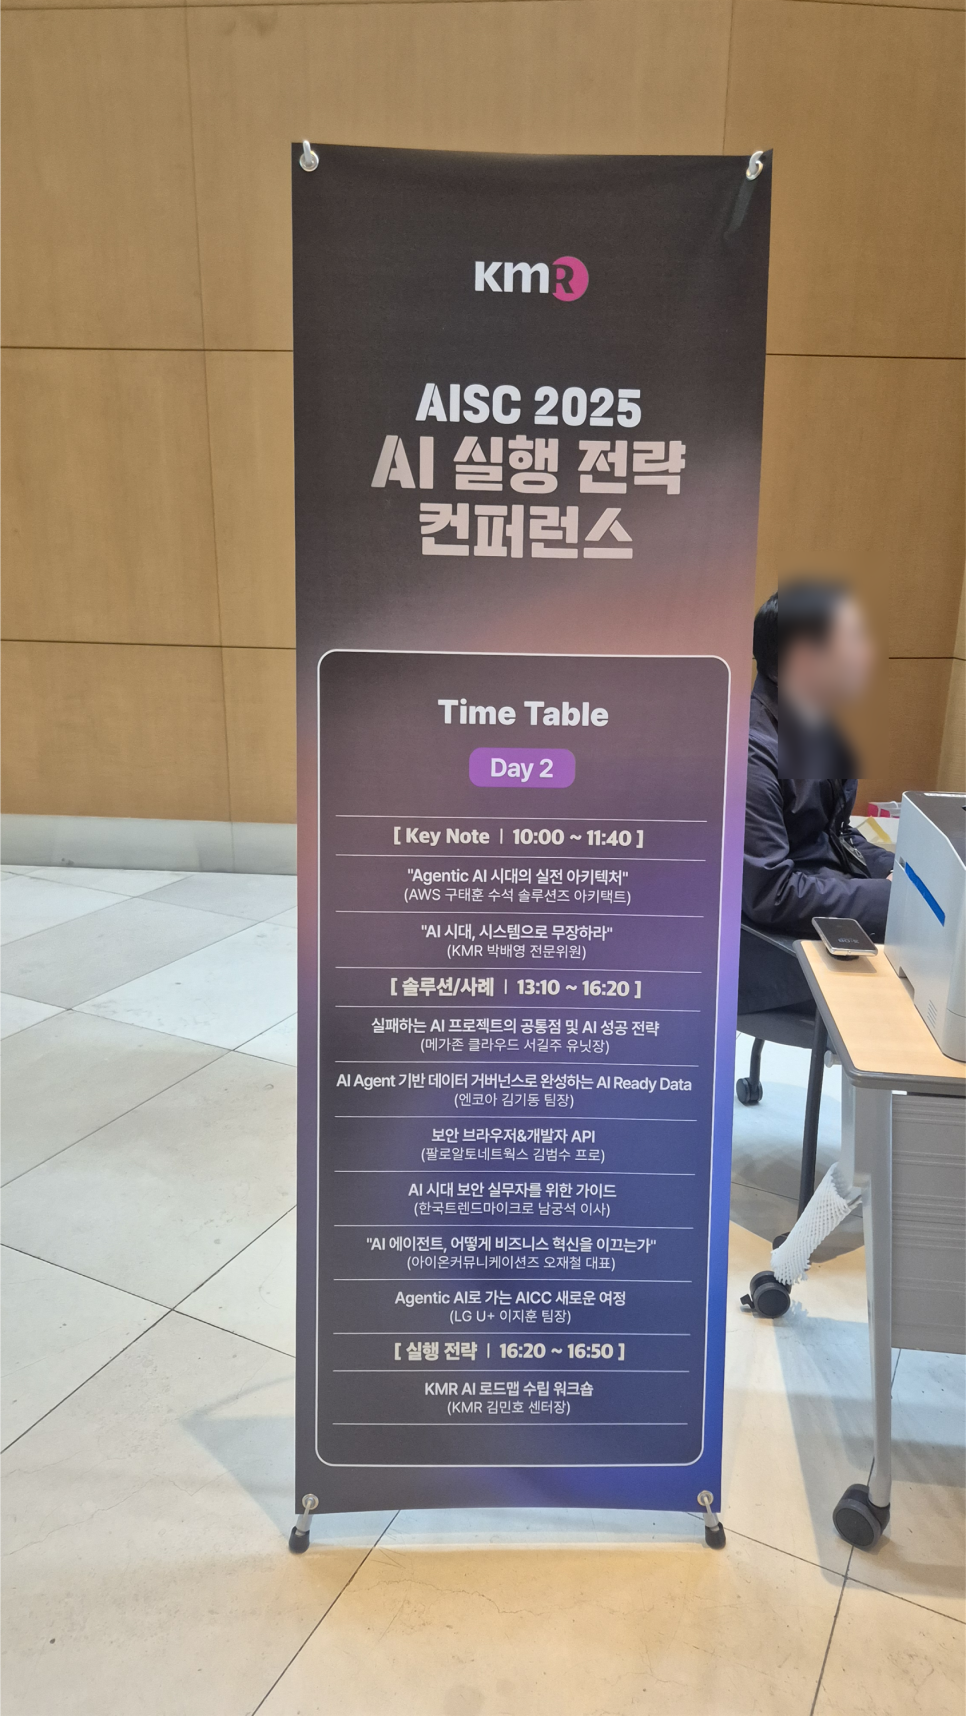 KMR
AISC 2025
AI 실행 전략
컨퍼런스
Time Table
Day 2
[ Key Note | 10:00 ~ 11:40 ]
"Agentic AI 시대의 실전 아키텍처"
(AWS 구태훈 수석 솔루션즈 아키택트)
"AI 시대, 시스템으로 무장하라"
(KMR 박배영 전문위원)
[ 솔루션/사례 | 13:10 ~ 16:20 ]
실패하는 AI 프로젝트의 공통점 및 AI 성공 전략
(메가존 클라우드 서길주 유닛장)
AI Agent 기반 데이터 거버넌스로 완성하는 AI Ready Data
(엔코아 김기동 팀장)
보안 브라우저&개발자 API
(팔로알토네트웍스 김범수 프로)
AI 시대 보안 실무자를 위한 가이드
(한국트렌드마이크로 남궁석 이사)
"AI 에이전트, 어떻게 비즈니스 혁신을 이끄는가"
(아이온커뮤니케이션즈 오재철 대표)
Agentic AI로 가는 AICC 새로운 여정
(LG U+ 이지훈 팀장)
[ 실행 전략 | 16:20 ~ 16:50 ]
KMR AI 로드맵 수립 워크숍
(KMR 김민호 센터장)